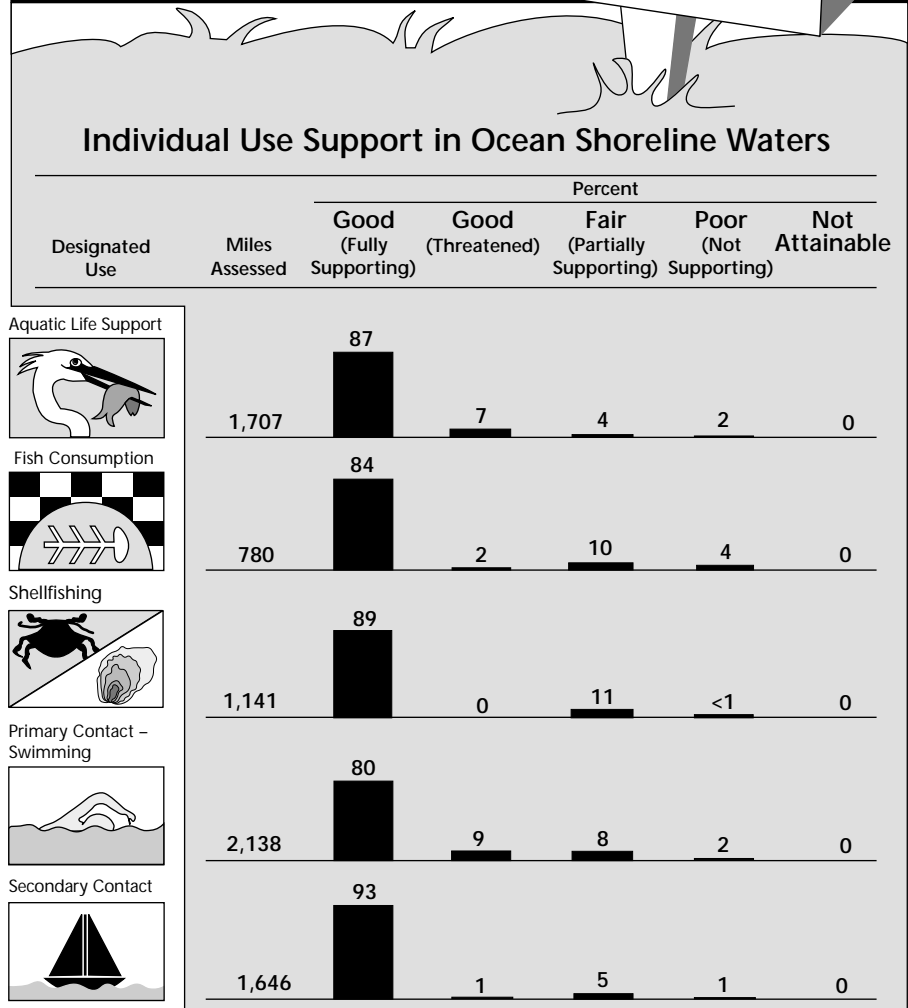 Individual Use Support in Ocean Shoreline Waters
Percent
Designated
Use
Miles
Assessed
Good
(Fully
Supporting)
Good
(Threatened)
Fair
(Partially
Supporting)
Poor
(Not
Supporting)
Not
Attainable
Aquatic Life Support
1,707 87 7 4 2 0
Fish Consumption
780 84 2 10 4 0
Shellfishing
1,141 89 0 11 <1 0
Primary Contact –
Swimming
2,138 80 9 8 2 0
Secondary Contact
1,646 93 1 5 1 0